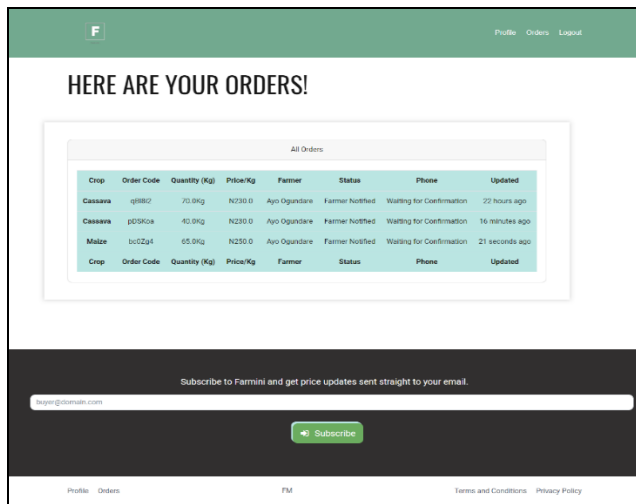 F
Profile Orders Logout
HERE ARE YOUR ORDERS!
All Orders
Crop Order Code Quantity (Kg) Price/Kg Farmer Status Phone Updated
Cassava 70.0Kg N230.0 Ayo Ogundare Farmer Notified Waiting for Confirmation 22 hours ago
Cassava pDSKoa 40.0Kg N230.0 Ayo Ogundare Farmer Notified Waiting for Confirmation 16 minutes ago
Maize bc0Zg4 65.0Kg N250.0 Ayo Ogundare Farmer Notified Waiting for Confirmation 21 seconds ago
Crop Order Code Quantity (Kg) Price/Kg Farmer Status Phone Updated
Subscribe to Farmini and get price updates sent straight to your email.
buyer@domain.com
Subscribe
Profile Orders FM Terms and Conditions Privacy Policy